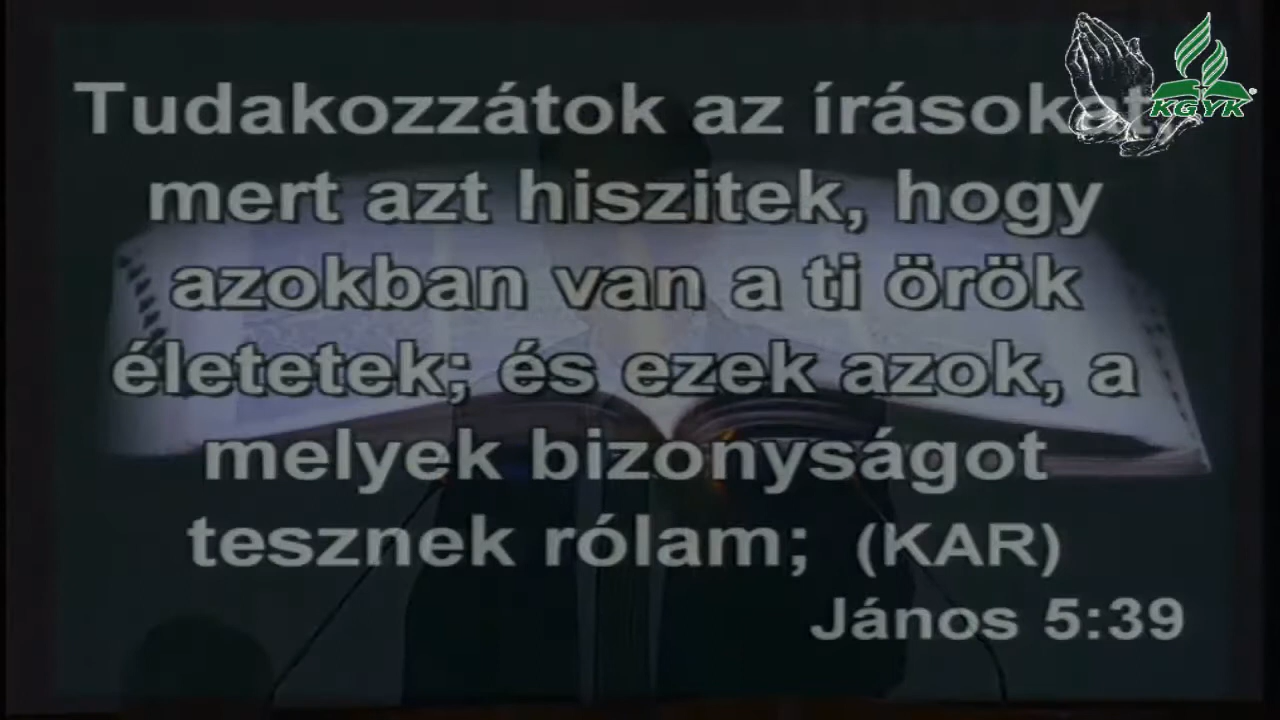 Tudakozzátok az írásokat,
mert azt hiszitek, hogy
azokban van a ti örök
életetek; és ezek azok, a
melyek bizonyságot
tesznek rólam; (KAR)
János 5:39
KGYK®